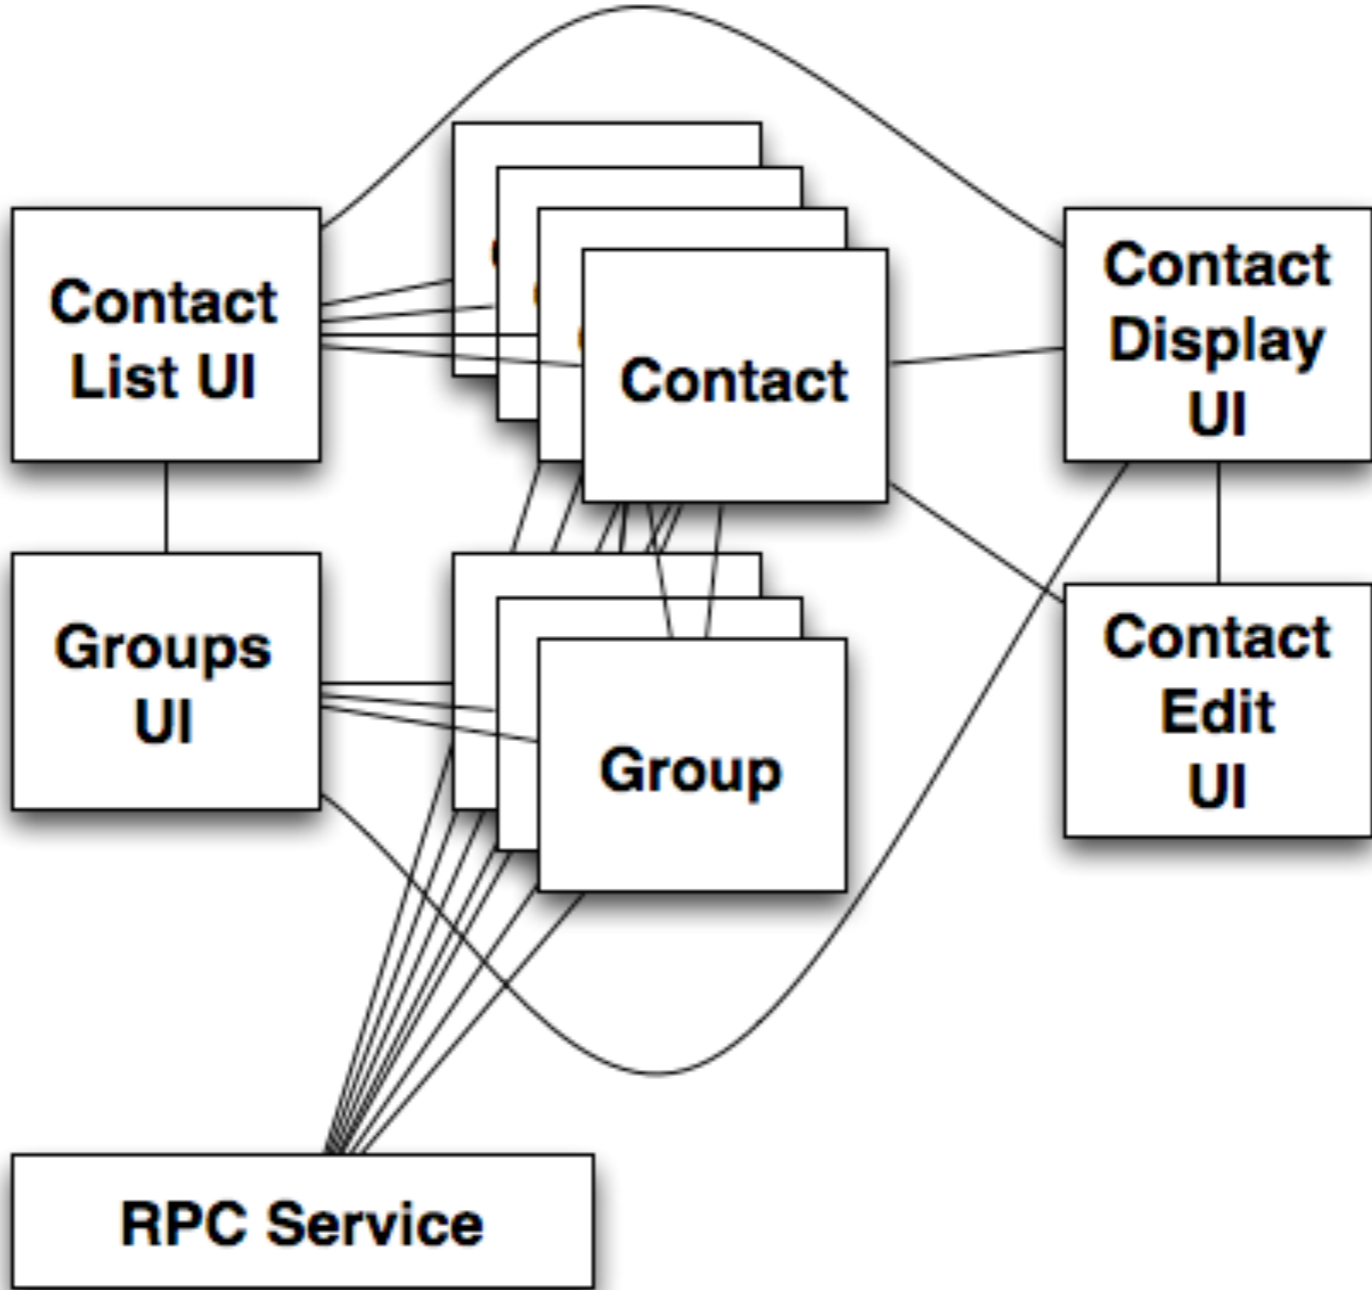 Contact
List UI
Contact
Contact
Display
UI
Groups
UI
Group
Contact
Edit
UI
RPC Service